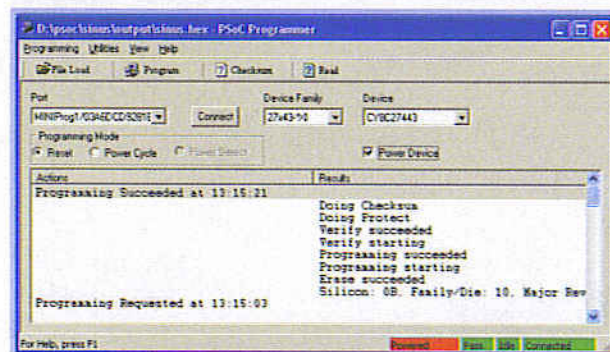 D:\psoc\sinus\output\sinus.hex - PSoC Programmer
Programming Utilities View Help
File Load Program Checksum Read
Port Device Family Device
Connect 27x43 CY8C27443
Programming Mode
Reset Power Cycle Power Detect Power Device
Actions Results
Programming Succeeded at 13:15:21
Doing Checksum
Doing Protect
Verify succeeded
Verify starting
Programming succeeded
Programming starting
Erase succeeded
Silicon: 0B, Family/Die: 10, Major Rev
Programming Requested at 13:15:03
For Help, press F1 Powered Pass Idle Connected